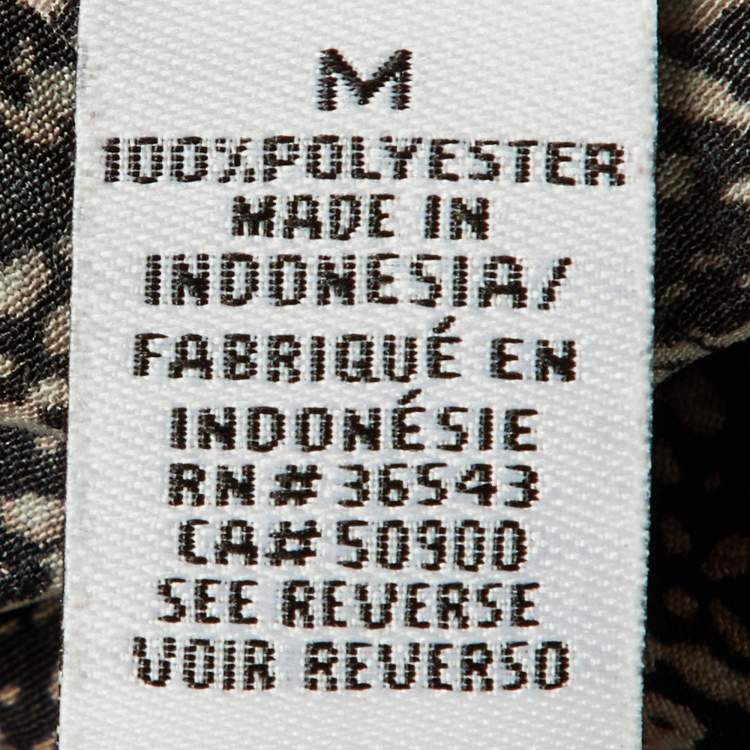 M
100%POLYESTER
MADE IN
INDONESIA/
FABRIQUÉ EN
INDONÉSIE
RN# 36543
CA# 50900
SEE REVERSE
VOIR REVERSO